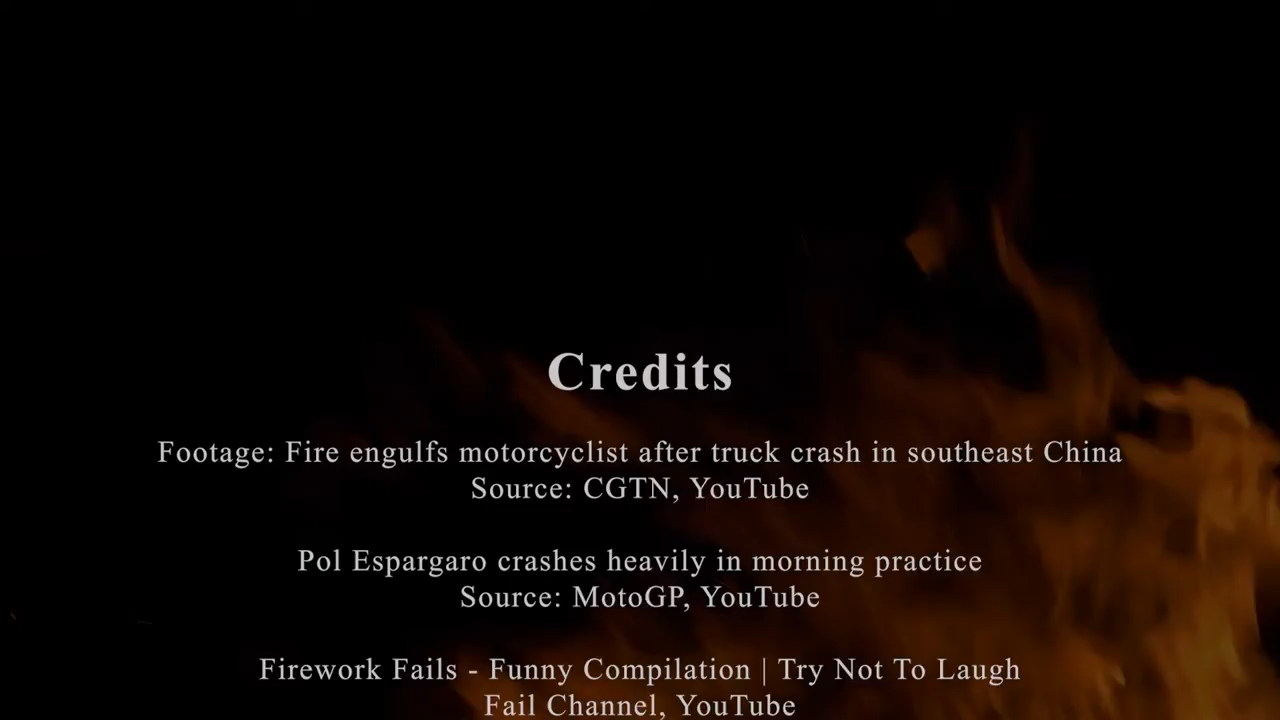 Credits
Footage: Fire engulfs motorcyclist after truck crash in southeast China
Source: CGTN, YouTube
Pol Espargaro crashes heavily in morning practice
Source: MotoGP, YouTube
Firework Fails - Funny Compilation | Try Not To Laugh
Fail Channel, YouTube